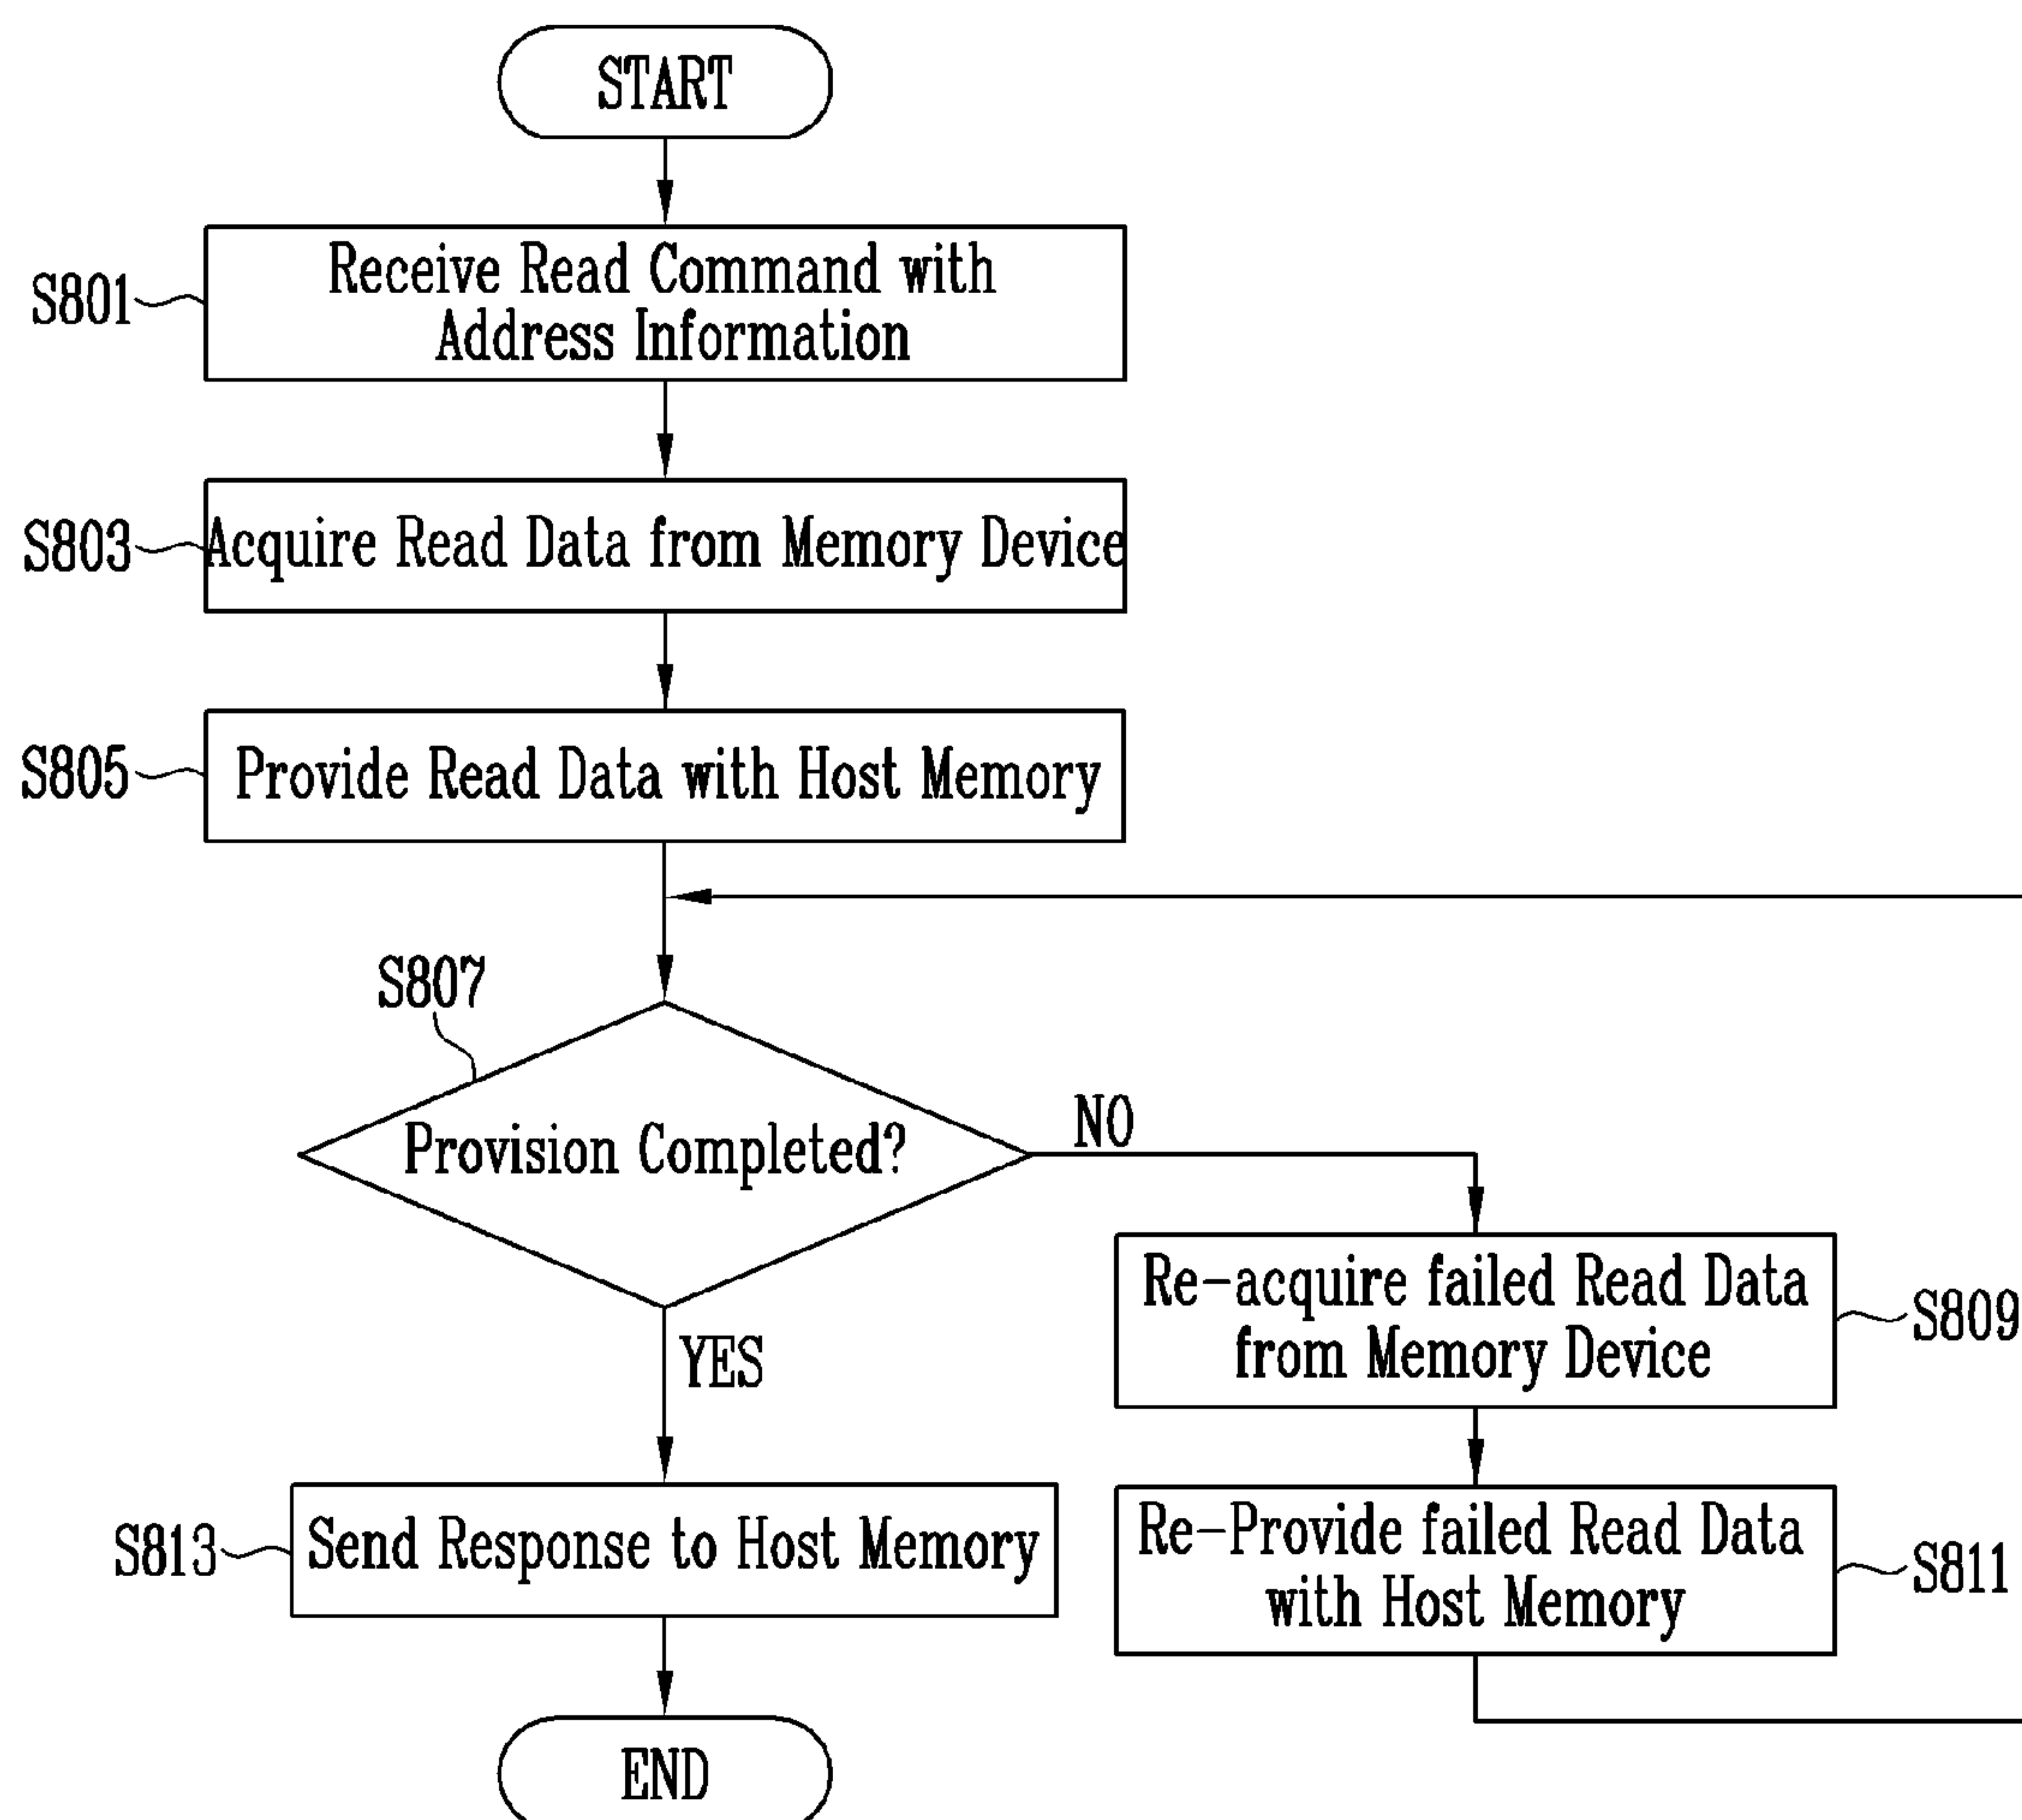 START
S801
Receive Read Command with
Address Information
S803
Acquire Read Data from Memory Device
S805
Provide Read Data with Host Memory
S807
Provision Completed?
NO
YES
Re-acquire failed Read Data
from Memory Device
S809
Re-Provide failed Read Data
with Host Memory
S811
S813
Send Response to Host Memory
END